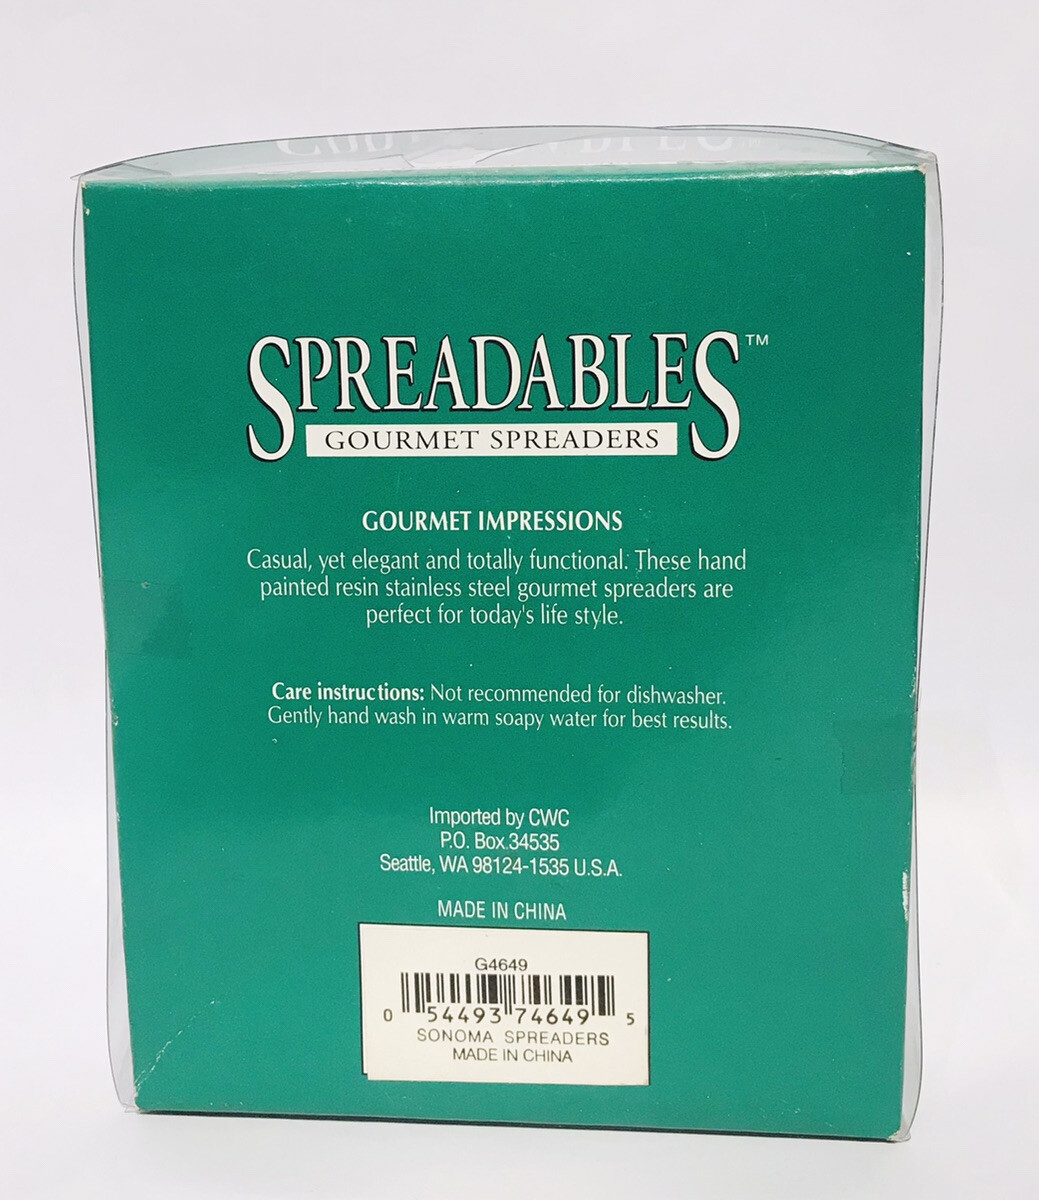 SPREADABLES™
GOURMET SPREADERS
GOURMET IMPRESSIONS
Casual, yet elegant and totally functional. These hand
painted resin stainless steel gourmet spreaders are
perfect for today's life style.
Care instructions: Not recommended for dishwasher.
Gently hand wash in warm soapy water for best results.
Imported by CWC
P.O. Box 34535
Seattle, WA 98124-1535 U.S.A.
MADE IN CHINA
G4649
0 54493 74649 5
SONOMA SPREADERS
MADE IN CHINA